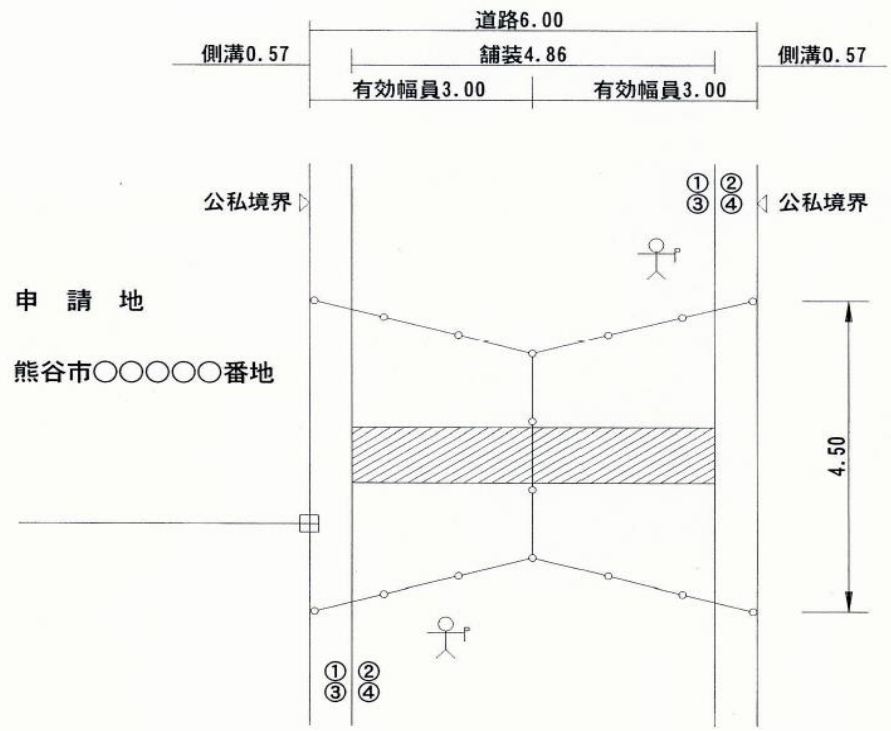 道路6.00
側溝0.57
舗装4.86
側溝0.57
有効幅員3.00
有効幅員3.00
公私境界
①②
③④
公私境界
申請地
熊谷市○○○○○番地
4.50
①②
③④